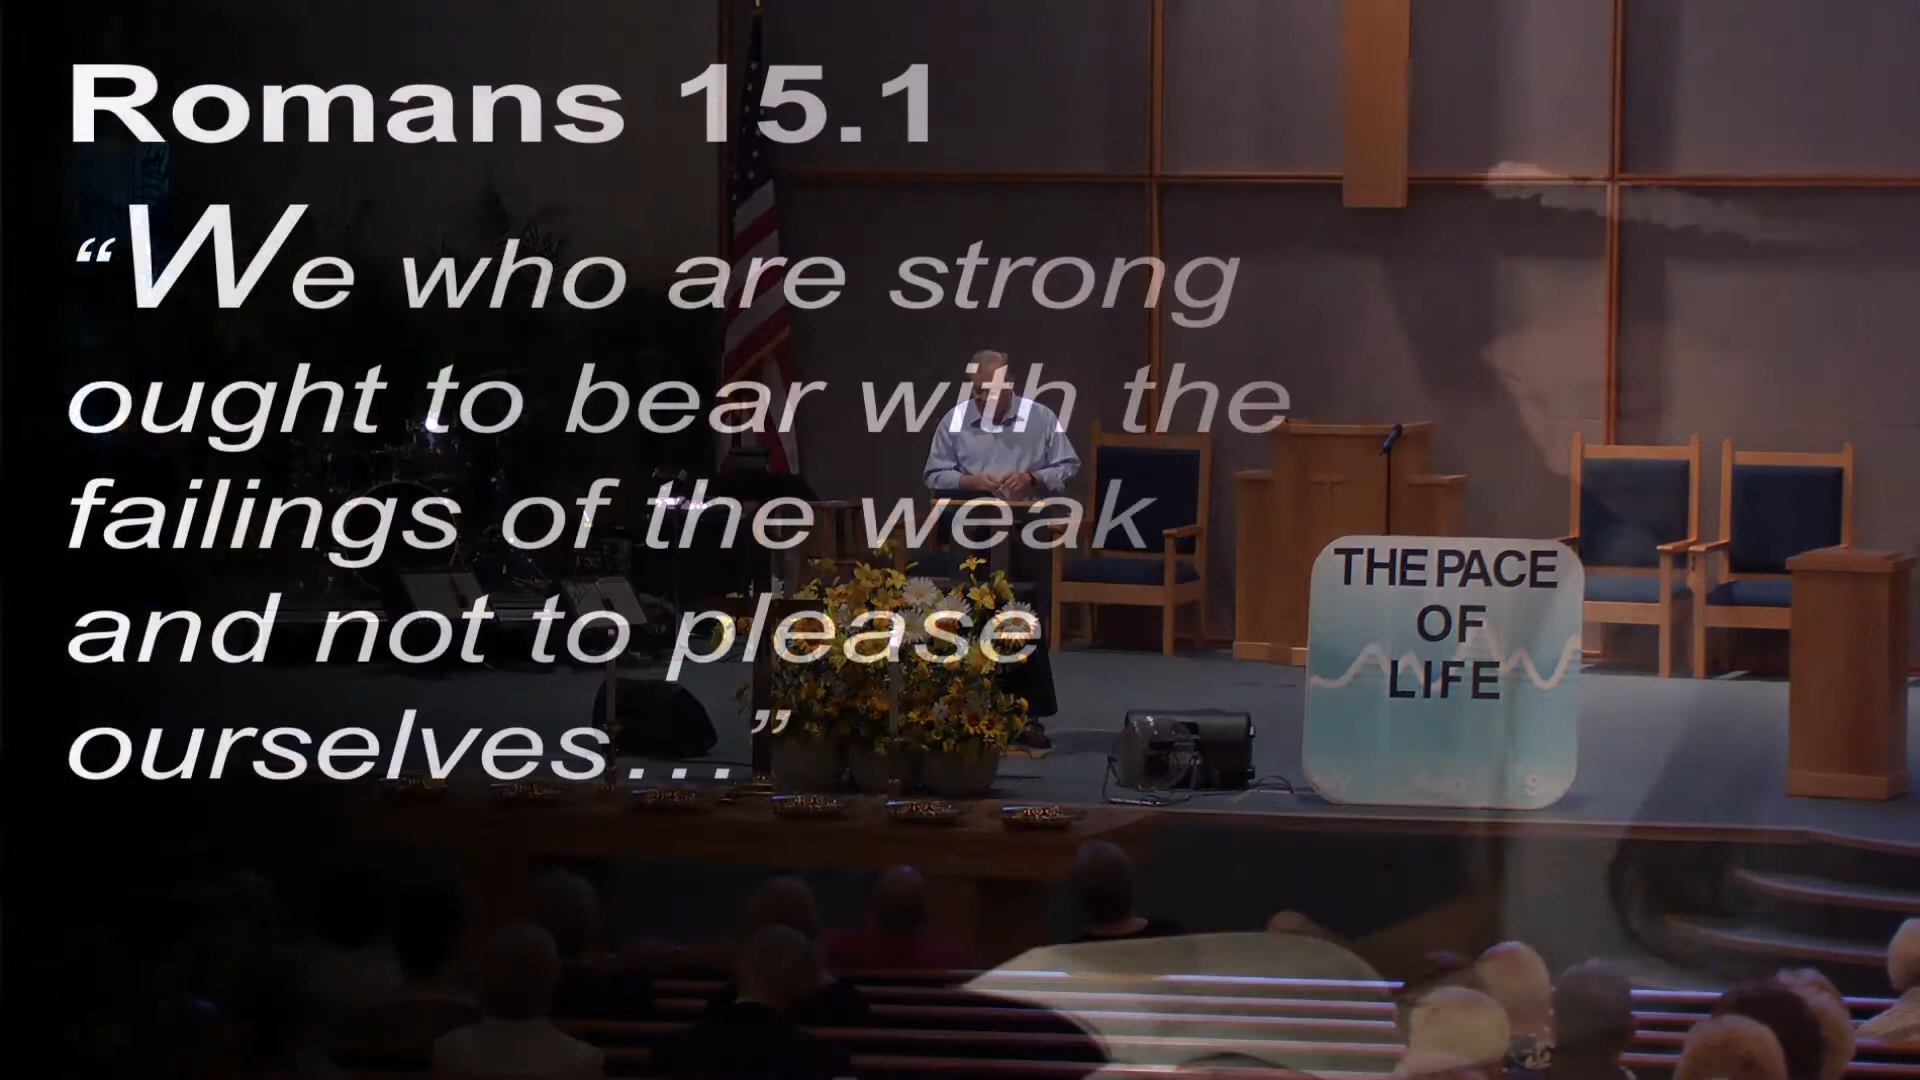 Romans 15.1
“We who are strong
ought to bear with the
failings of the weak
and not to please
ourselves…”
THE PACE
OF
LIFE